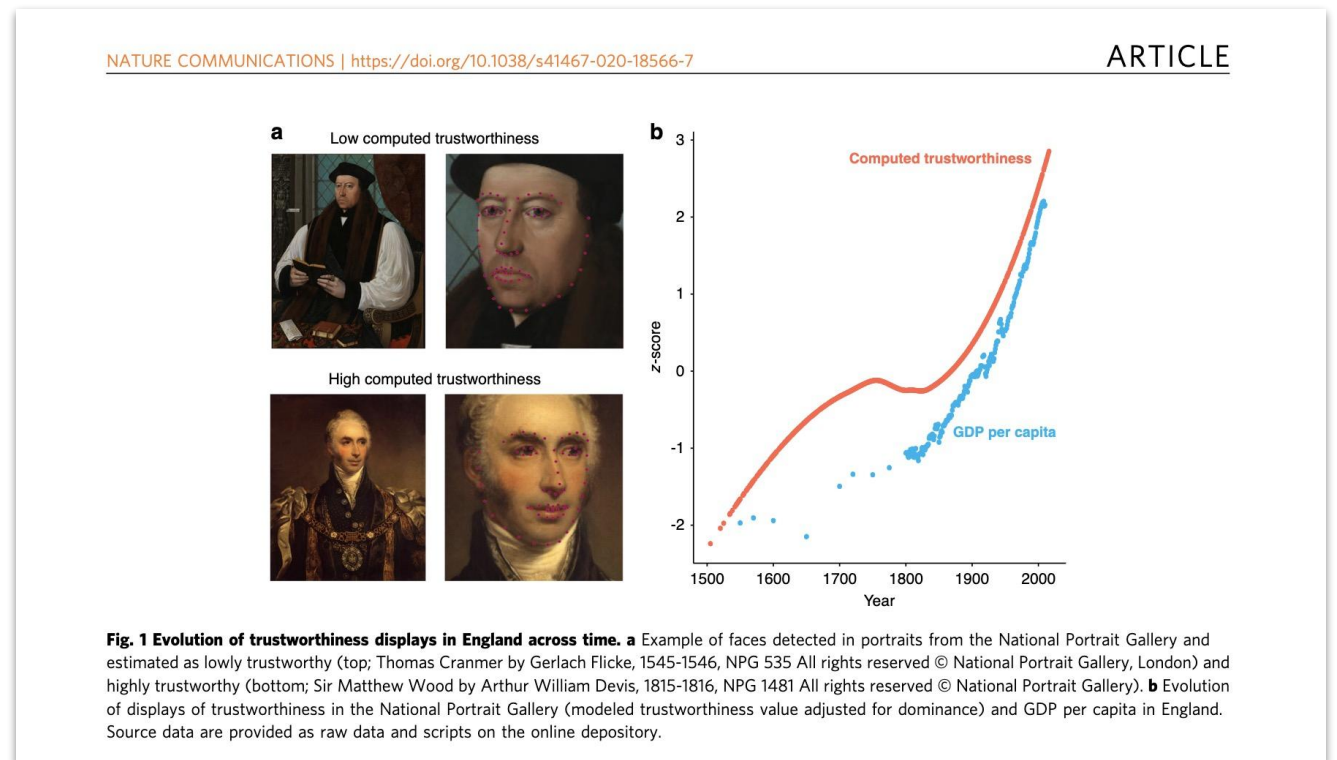 NATURE COMMUNICATIONS | https://doi.org/10.1038/s41467-020-18566-7
ARTICLE
a
Low computed trustworthiness
High computed trustworthiness
b
3
2
1
0
-1
-2
z-score
Computed trustworthiness
GDP per capita
1500 1600 1700 1800 1900 2000
Year
Fig. 1 Evolution of trustworthiness displays in England across time. a Example of faces detected in portraits from the National Portrait Gallery and
estimated as lowly trustworthy (top; Thomas Cranmer by Gerlach Flicke, 1545-1546, NPG 535 All rights reserved © National Portrait Gallery, London) and
highly trustworthy (bottom; Sir Matthew Wood by Arthur William Devis, 1815-1816, NPG 1481 All rights reserved © National Portrait Gallery). b Evolution
of displays of trustworthiness in the National Portrait Gallery (modeled trustworthiness value adjusted for dominance) and GDP per capita in England.
Source data are provided as raw data and scripts on the online depository.